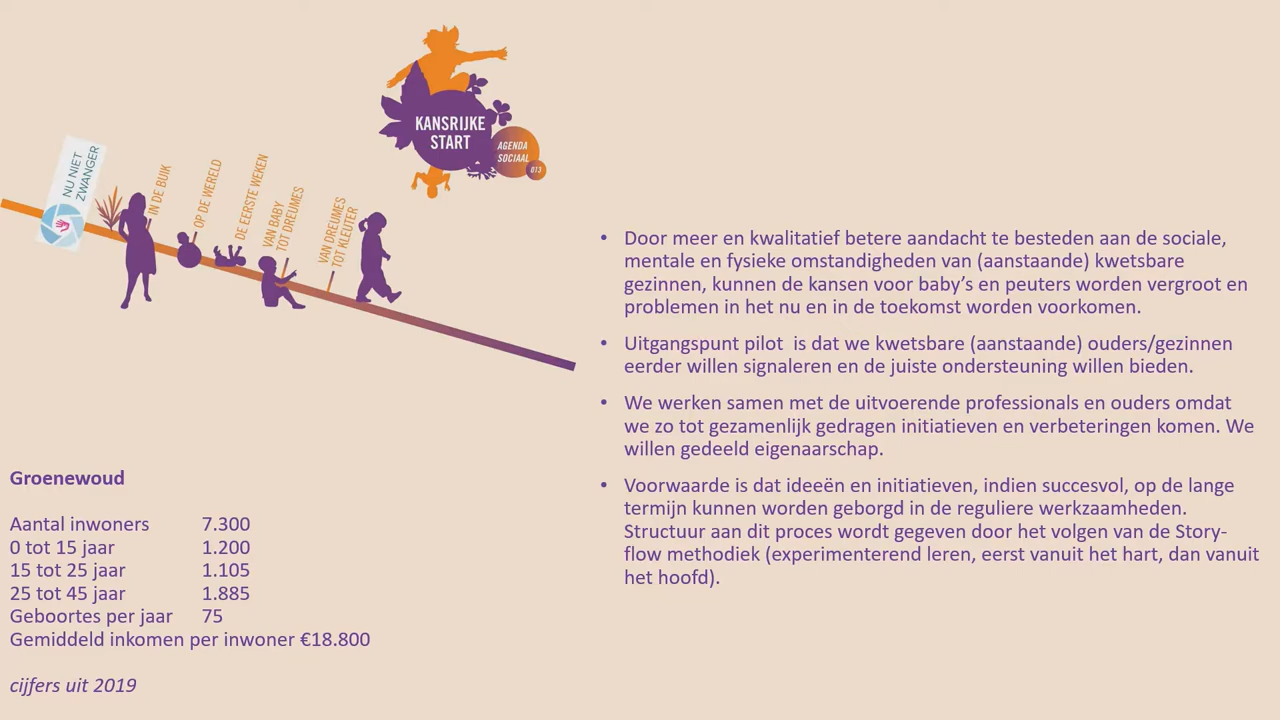 KANSRIJKE
START
AGENDA
SOCIAAL
013
NU NIET
ZWANGER
IN DE BUIK
OP DE WERELD
DE EERSTE WEKEN
VAN BABY
TOT DREUMES
VAN DREUMES
TOT KLEUTER
• Door meer en kwalitatief betere aandacht te besteden aan de sociale,
mentale en fysieke omstandigheden van (aanstaande) kwetsbare
gezinnen, kunnen de kansen voor baby’s en peuters worden vergroot en
problemen in het nu en in de toekomst worden voorkomen.
• Uitgangspunt pilot  is dat we kwetsbare (aanstaande) ouders/gezinnen
eerder willen signaleren en de juiste ondersteuning willen bieden.
• We werken samen met de uitvoerende professionals en ouders omdat
we zo tot gezamenlijk gedragen initiatieven en verbeteringen komen. We
willen gedeeld eigenaarschap.
• Voorwaarde is dat ideeën en initiatieven, indien succesvol, op de lange
termijn kunnen worden geborgd in de reguliere werkzaamheden.
Structuur aan dit proces wordt gegeven door het volgen van de Story-
flow methodiek (experimenterend leren, eerst vanuit het hart, dan vanuit
het hoofd).
Groenewoud
Aantal inwoners 7.300
0 tot 15 jaar 1.200
15 tot 25 jaar 1.105
25 tot 45 jaar 1.885
Geboortes per jaar 75
Gemiddeld inkomen per inwoner €18.800
cijfers uit 2019